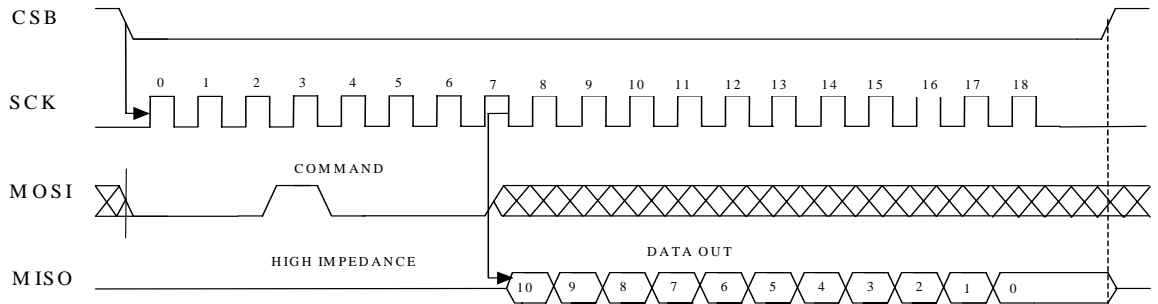 CSB
0 1 2 3 4 5 6 7 8 9 10 11 12 13 14 15 16 17 18
SCK
COMMAND
MOSI
HIGH IMPEDANCE
DATA OUT
MISO
10 9 8 7 6 5 4 3 2 1 0